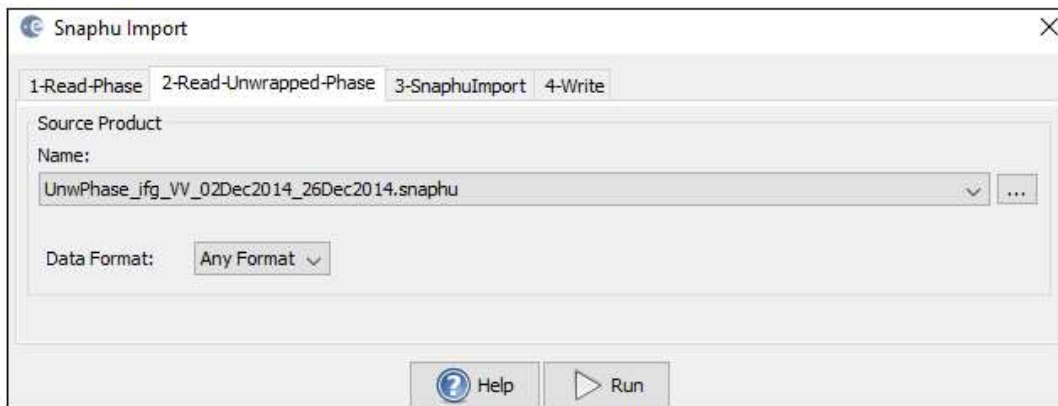 Snaphu Import
1-Read-Phase 2-Read-Unwrapped-Phase 3-SnaphuImport 4-Write
Source Product
Name:
UnwPhase_ifg_VV_02Dec2014_26Dec2014.snaphu ...
Data Format: Any Format
Help Run